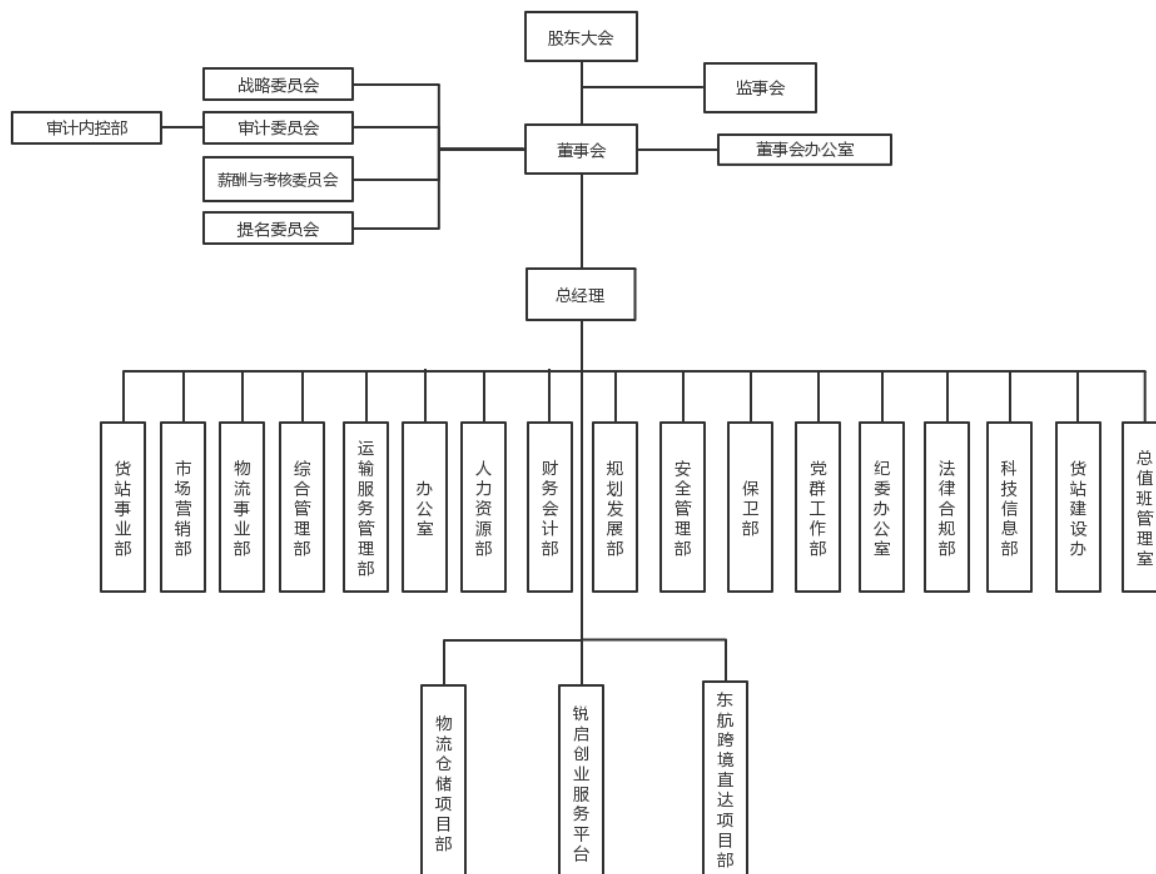 股东大会
战略委员会
监事会
审计内控部
审计委员会
董事会
董事会办公室
薪酬与考核委员会
提名委员会
总经理
货站事业部
市场营销部
物流事业部
综合管理部
运输服务管理部
办公室
人力资源部
财务会计部
规划发展部
安全管理部
保卫部
党群工作部
纪委办公室
法律合规部
科技信息部
货站建设办
总值班管理室
物流仓储项目部
锐启创业服务平台
东航跨境直达项目部